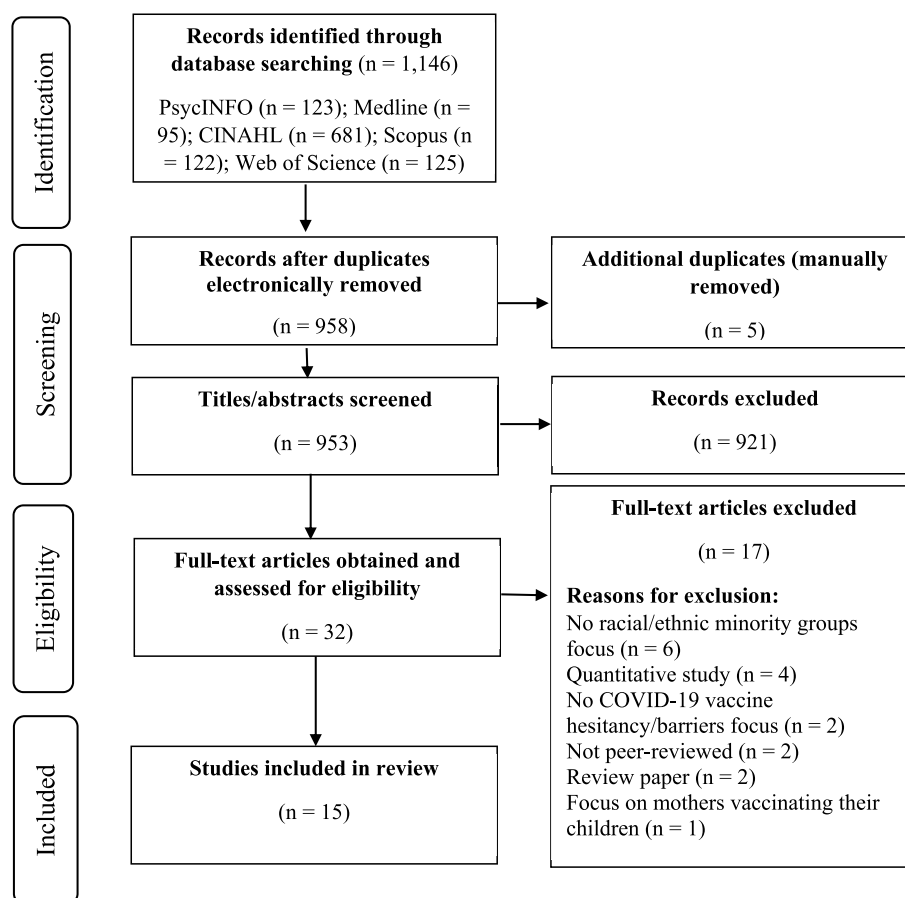 Identification
Records identified through
database searching (n = 1,146)
PsycINFO (n = 123); Medline (n =
95); CINAHL (n = 681); Scopus (n
= 122); Web of Science (n = 125)
Screening
Records after duplicates
electronically removed
(n = 958)
Additional duplicates (manually
removed)
(n = 5)
Titles/abstracts screened
(n = 953)
Records excluded
(n = 921)
Eligibility
Full-text articles obtained and
assessed for eligibility
(n = 32)
Full-text articles excluded
(n = 17)
Reasons for exclusion:
No racial/ethnic minority groups
focus (n = 6)
Quantitative study (n = 4)
No COVID-19 vaccine
hesitancy/barriers focus (n = 2)
Not peer-reviewed (n = 2)
Review paper (n = 2)
Focus on mothers vaccinating their
children (n = 1)
Included
Studies included in review
(n = 15)